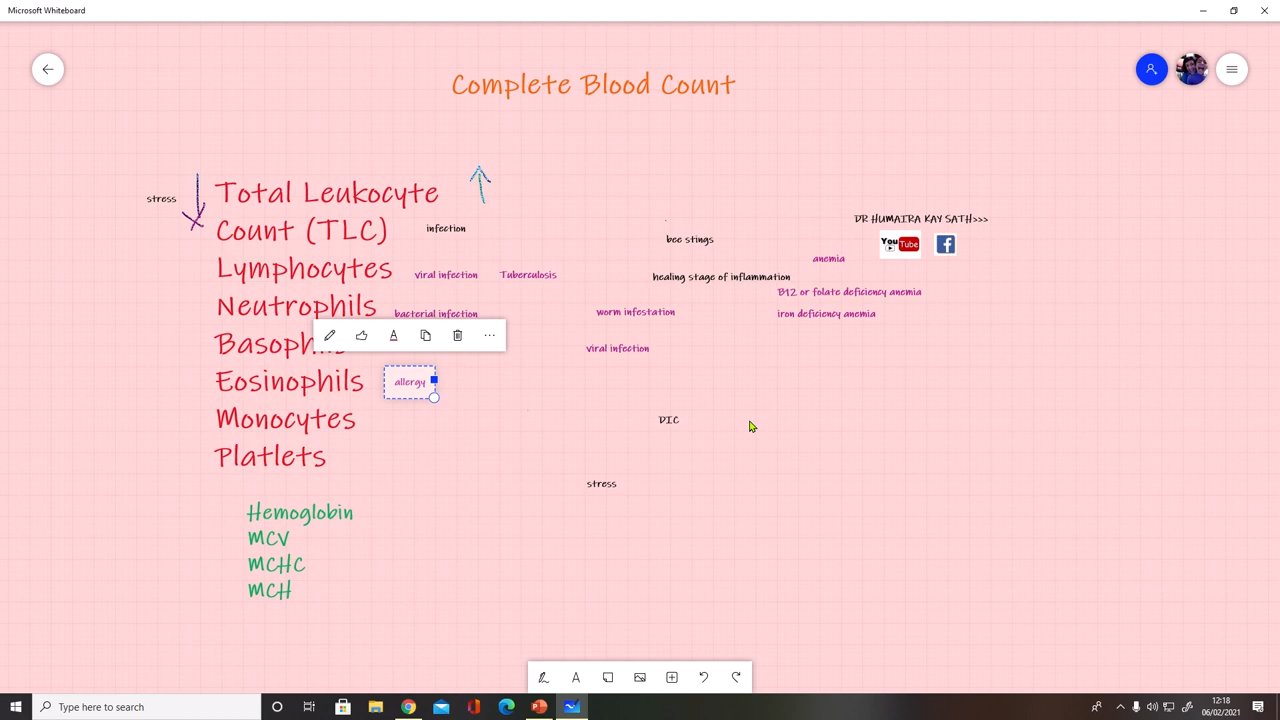 Microsoft Whiteboard
Complete Blood Count
stress
Total Leukocyte
Count (TLC)
infection
Lymphocytes
viral infection
Tuberculosis
Neutrophils
bacterial infection
Eosinophils
allergy
Monocytes
Platlets
Hemoglobin
MCV
MCHC
MCH
bee stings
healing stage of inflammation
worm infestation
viral infection
DIC
stress
DR HUMAIRA KAY SATH>>>
You Tube
anemia
B12 or folate deficiency anemia
iron deficiency anemia
Type here to search
12:18
06/02/2021